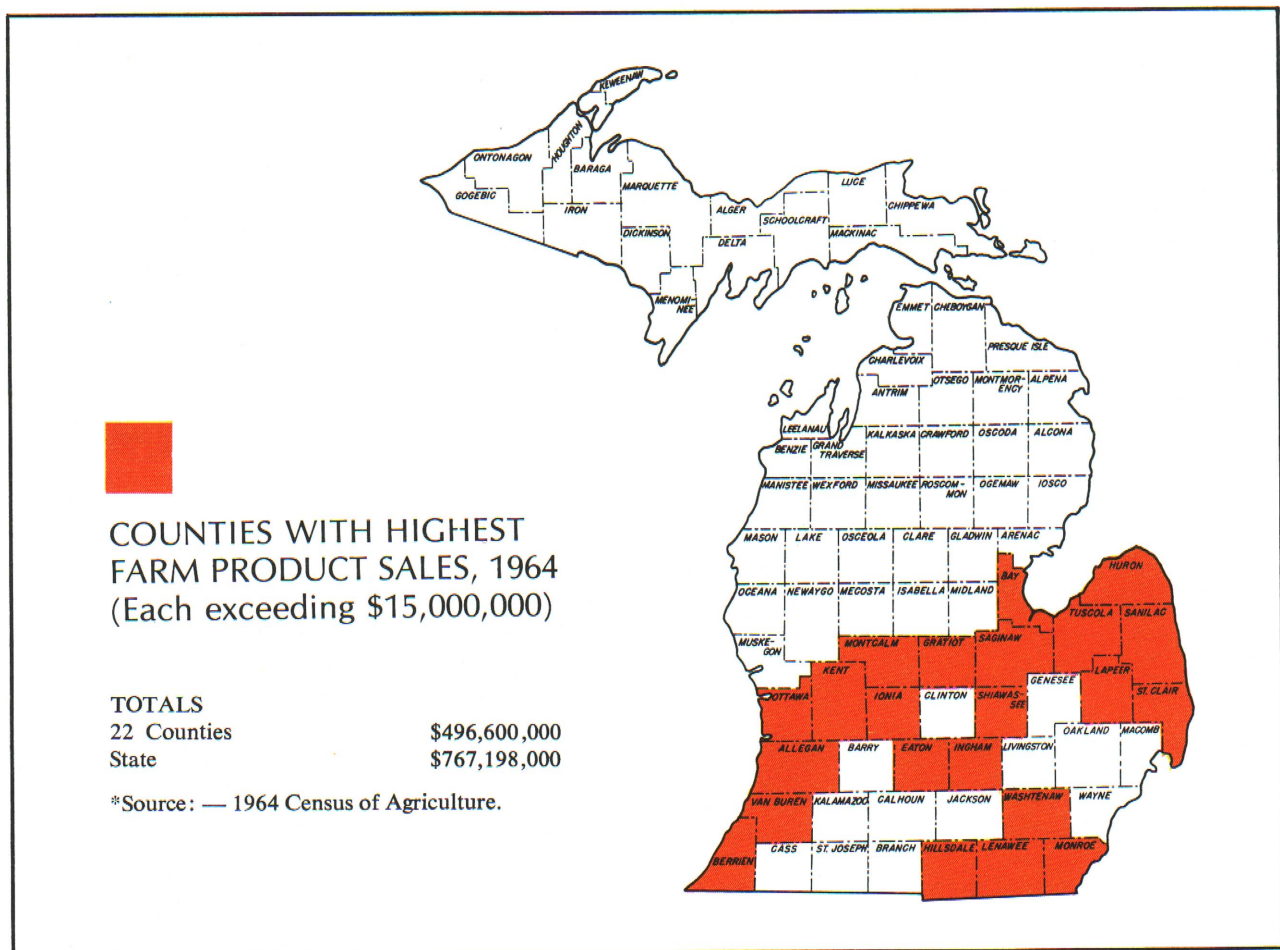 KEWEENAW
HOUGHTON
ONTONAGON
BARAGA
GOGEBIC
IRON
MARQUETTE
DICKINSON
MENOMI-
NEE
ALGER
DELTA
SCHOOLCRAFT
LUCE
CHIPPEWA
MACKINAC
EMMET
CHEBOYGAN
PRESQUE ISLE
CHARLEVOIX
ANTRIM
OTSEGO
MONTMOR-
ENCY
ALPENA
LEELANAU
BENZIE
GRAND
TRAVERSE
KALKASKA
CRAWFORD
OSCODA
ALCONA
MANISTEE
WEXFORD
MISSAUKEE
ROSCOM-
MON
OGEMAW
IOSCO
MASON
LAKE
OSCEOLA
CLARE
GLADWIN
ARENAC
OCEANA
NEWAYGO
MECOSTA
ISABELLA
MIDLAND
BAY
HURON
TUSCOLA
SANILAC
MUSKE-
GON
MONTCALM
GRATIOT
SAGINAW
KENT
OTTAWA
IONIA
CLINTON
SHIAWAS-
SEE
GENESEE
LAPEER
ST. CLAIR
ALLEGAN
BARRY
EATON
INGHAM
LIVINGSTON
OAKLAND
MACOMB
VAN BUREN
KALAMAZOO
CALHOUN
JACKSON
WASHTENAW
WAYNE
BERRIEN
CASS
ST. JOSEPH
BRANCH
HILLSDALE
LENAWEE
MONROE
COUNTIES WITH HIGHEST
FARM PRODUCT SALES, 1964
(Each exceeding $15,000,000)
TOTALS
22 Counties $496,600,000
State $767,198,000
*Source: — 1964 Census of Agriculture.